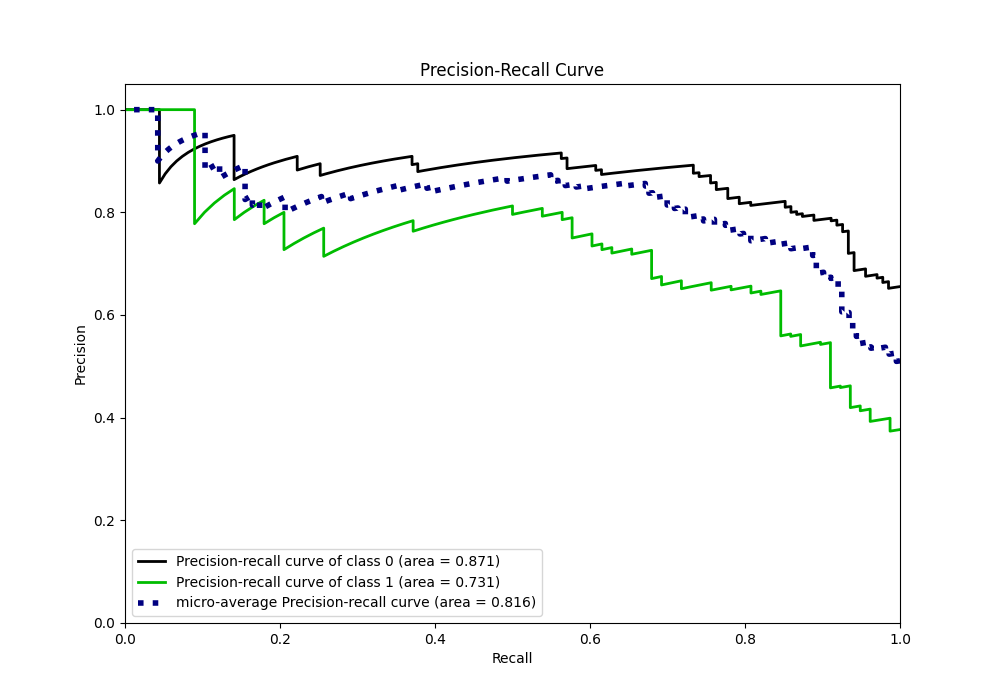 Precision-Recall Curve
1.0
0.8
0.6
0.4
0.2
0.0
Precision
Precision-recall curve of class 0 (area = 0.871)
Precision-recall curve of class 1 (area = 0.731)
micro-average Precision-recall curve (area = 0.816)
0.0 0.2 0.4 0.6 0.8 1.0
Recall